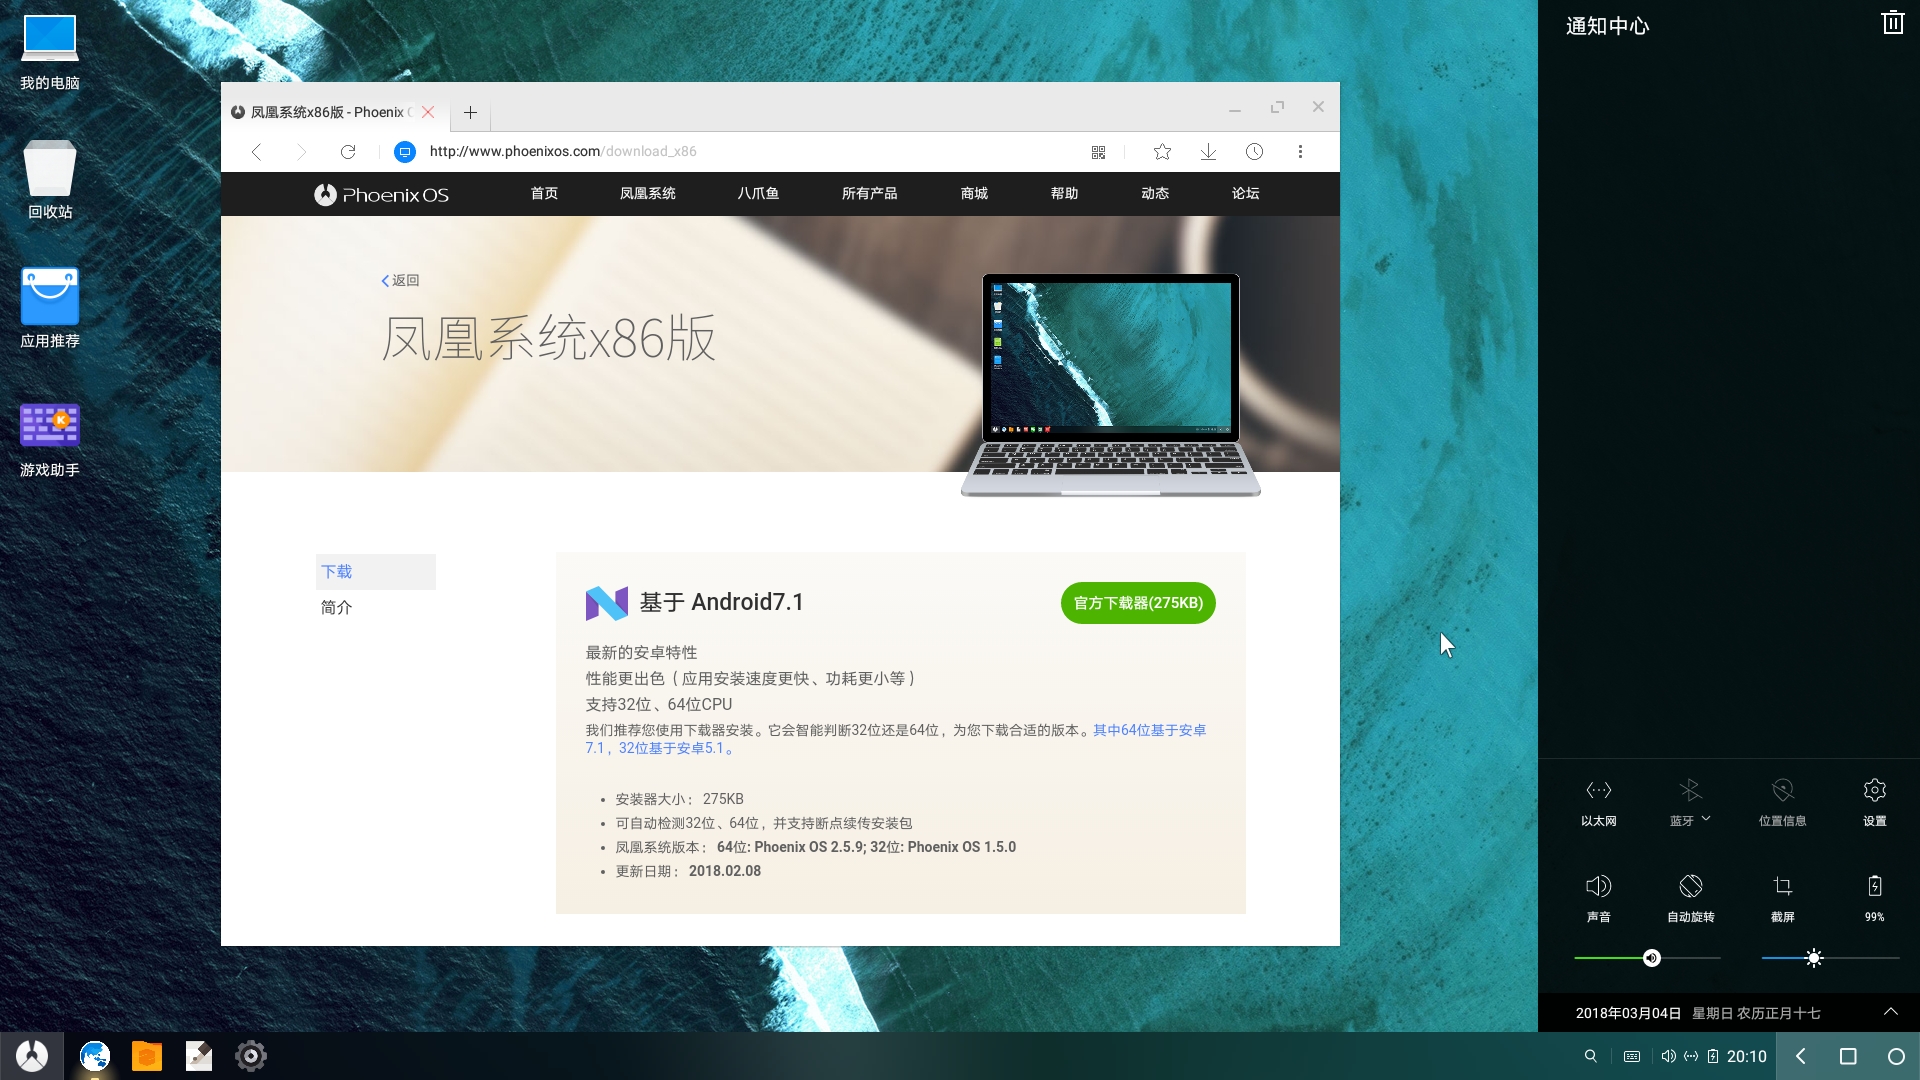 我的电脑
回收站
应用推荐
游戏助手
凤凰系统x86版 - Phoenix
http://www.phoenixos.com/download_x86
Phoenix OS
首页 凤凰系统 八爪鱼 所有产品 商城 帮助 动态 论坛
返回
凤凰系统x86版
下载
简介
基于 Android7.1
官方下载器(275KB)
最新的安卓特性
性能更出色（应用安装速度更快、功耗更小等）
支持32位、64位CPU
我们推荐您使用下载器安装。它会智能判断32位还是64位，为您下载合适的版本。其中64位基于安卓
7.1，32位基于安卓5.1。
安装器大小： 275KB
可自动检测32位、64位，并支持断点续传安装包
凤凰系统版本： 64位: Phoenix OS 2.5.9; 32位: Phoenix OS 1.5.0
更新日期： 2018.02.08
通知中心
以太网 蓝牙 位置信息 设置
声音 自动旋转 截屏 99%
2018年03月04日 星期日 农历正月十七
20:10